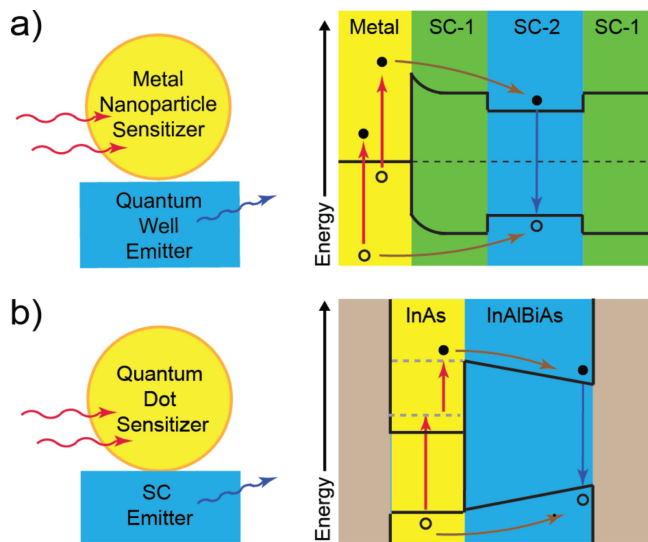 a)
Metal
Nanoparticle
Sensitizer
Quantum
Well
Emitter
Energy
Metal SC-1 SC-2 SC-1
b)
Quantum
Dot
Sensitizer
SC
Emitter
Energy
InAs InAlBiAs